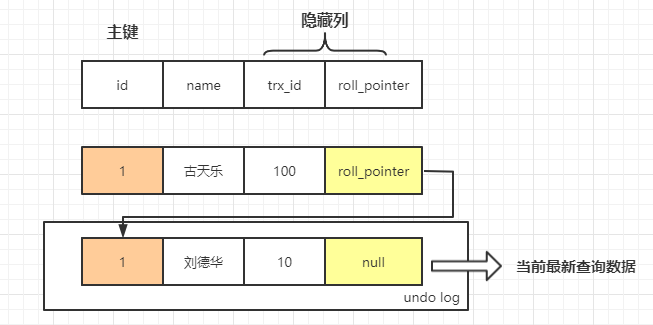 主键
隐藏列
id name trx_id roll_pointer
1 古天乐 100 roll_pointer
1 刘德华 10 null
当前最新查询数据
undo log